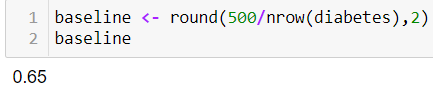 1 baseline <- round(500/nrow(diabetes),2)
2 baseline
0.65